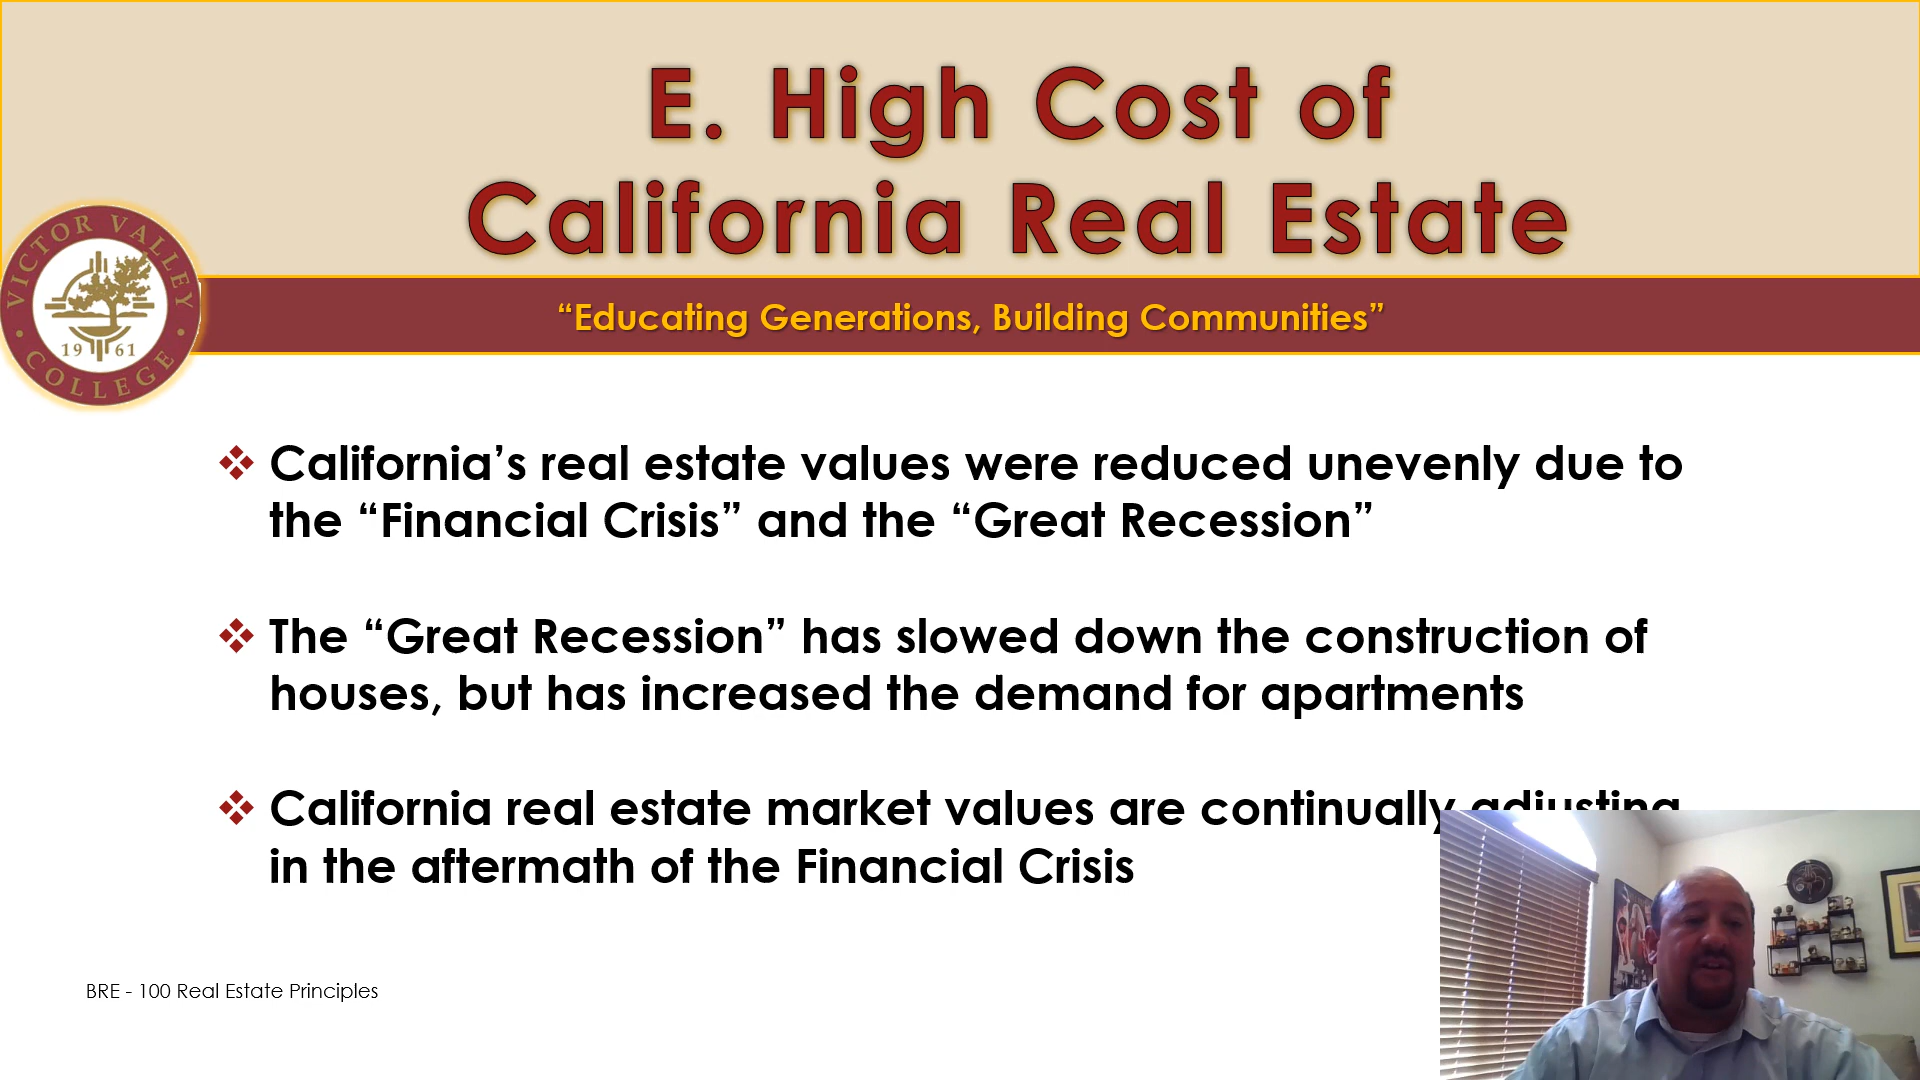 E. High Cost of
California Real Estate
VICTOR VALLEY
19 61
COLLEGE
“Educating Generations, Building Communities”
❖ California’s real estate values were reduced unevenly due to
the “Financial Crisis” and the “Great Recession”
❖ The “Great Recession” has slowed down the construction of
houses, but has increased the demand for apartments
❖ California real estate market values are continually adjusting
in the aftermath of the Financial Crisis
BRE - 100 Real Estate Principles